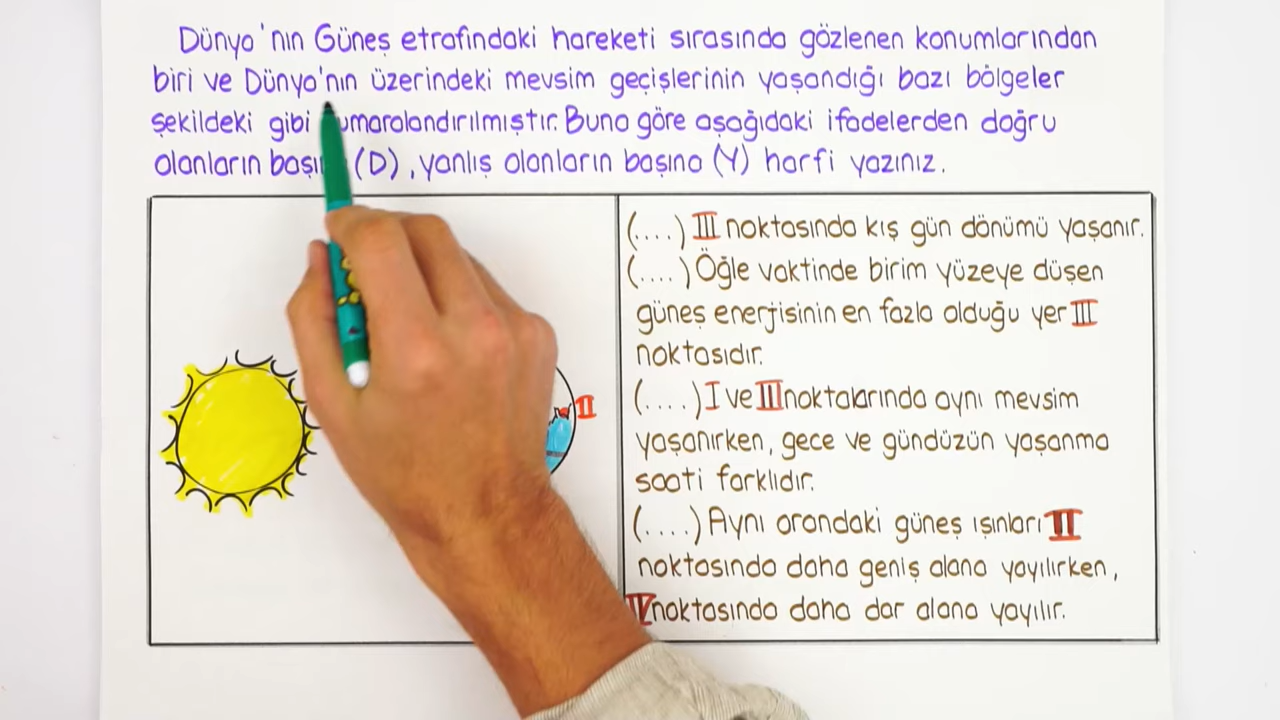 Dünya'nın Güneş etrafındaki hareketi sırasında gözlenen konumlarından
biri ve Dünya'nın üzerindeki mevsim geçişlerinin yaşandığı bazı bölgeler
şekildeki gibi umaralandırılmıştır. Buna göre aşağıdaki ifadelerden doğru
olanların (D), yanlış olanların başına (Y) harfi yazınız.
II
(....) III noktasında kış gün dönümü yaşanır.
(....) Öğle vaktinde birim yüzeye düşen
güneş enerjisinin en fazla olduğu yer III
noktasıdır.
(....) I ve III noktalarında aynı mevsim
yaşanırken, gece ve gündüzün yaşanma
saati farklıdır.
(....) Aynı orandaki güneş ışınları II
noktasında daha geniş alana yayılırken,
IV noktasında daha dar alana yayılır.